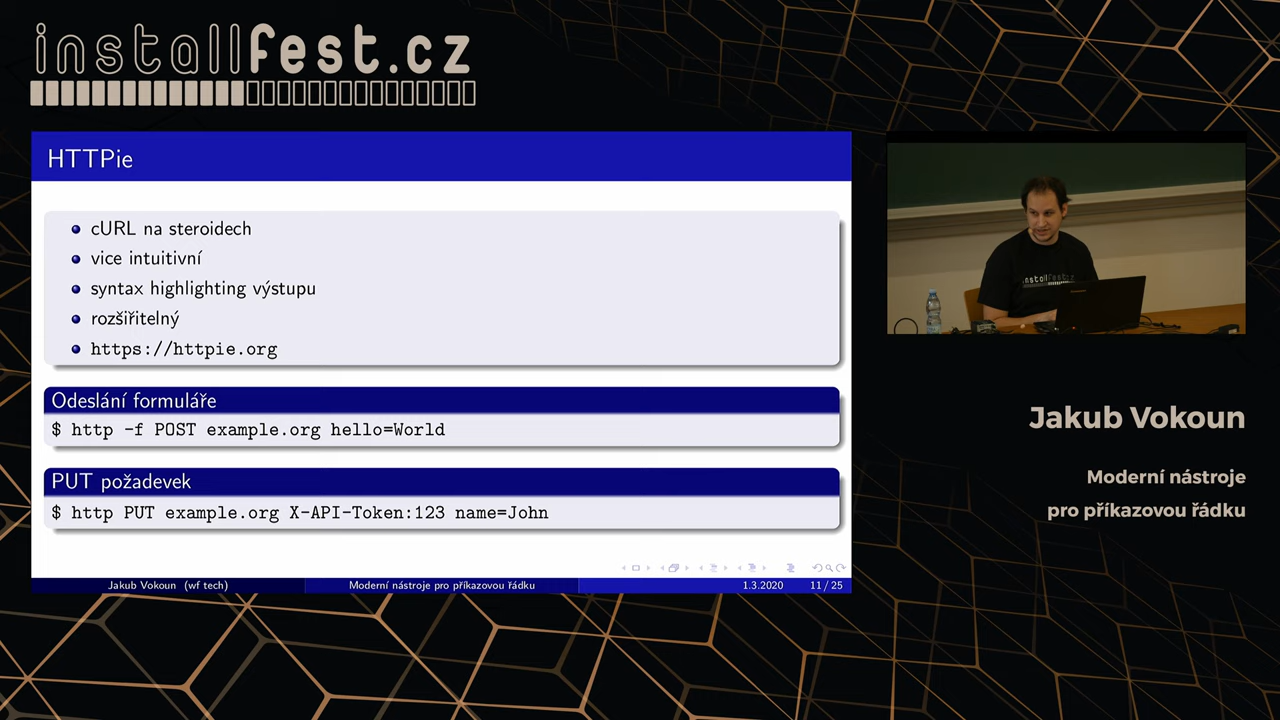 installfest.cz
HTTPie
cURL na steroidech
vice intuitivní
syntax highlighting výstupu
rozšiřitelný
https://httpie.org
Odeslání formuláře
$ http -f POST example.org hello=World
PUT požadevek
$ http PUT example.org X-API-Token:123 name=John
Jakub Vokoun (wf tech)
Moderní nástroje pro příkazovou řádku
1.3.2020
11 / 25
installfest.cz
Jakub Vokoun
Moderní nástroje
pro příkazovou řádku